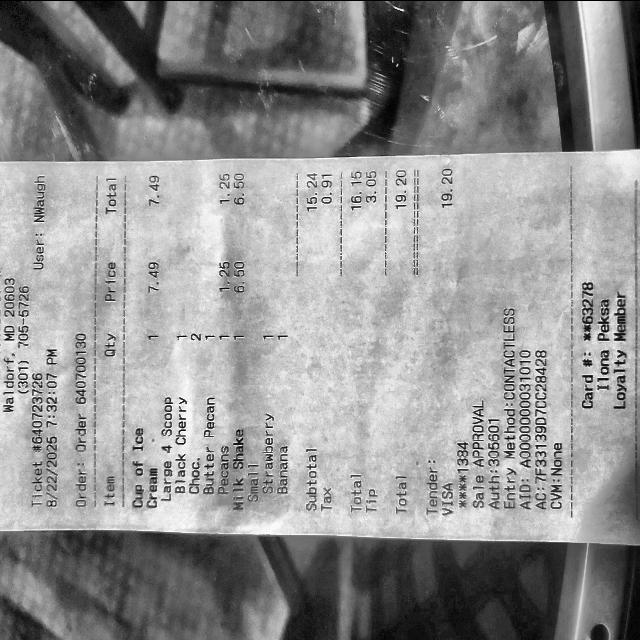 Waldorf, MD 20603
(301) 705-5726
Ticket #640723726
8/22/2025 7:32:07 PM User: NWaugh
Order: Order 640700130
Item Qty Price Total
Cup of Ice 1 7.49 7.49
Cream -
Large 4 Scoop
Black Cherry 1
Choc. 2
Butter Pecan 1
Pecans 1 1.25 1.25
Milk Shake 1 6.50 6.50
Small
Strawberry 1
Banana 1
Subtotal 15.24
Tax 0.91
Total 16.15
Tip 3.05
Total 19.20
Tender:
VISA 19.20
****1384
Sale APPROVAL
Auth:306601
Entry Method:CONTACTLESS
AID: A0000000031010
AC:7F33139D7CC28428
CVM:None
Card #: **63278
Ilona Peksa
Loyalty Member